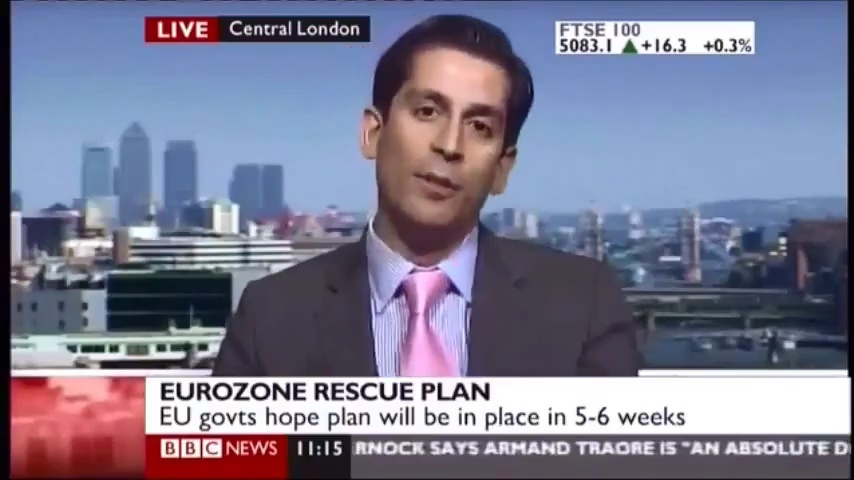 LIVE Central London
FTSE 100
5083.1 ▲ +16.3 +0.3%
EUROZONE RESCUE PLAN
EU govts hope plan will be in place in 5-6 weeks
BBC NEWS 11:15 RNOCK SAYS ARMAND TRAORE IS "AN ABSOLUTE D